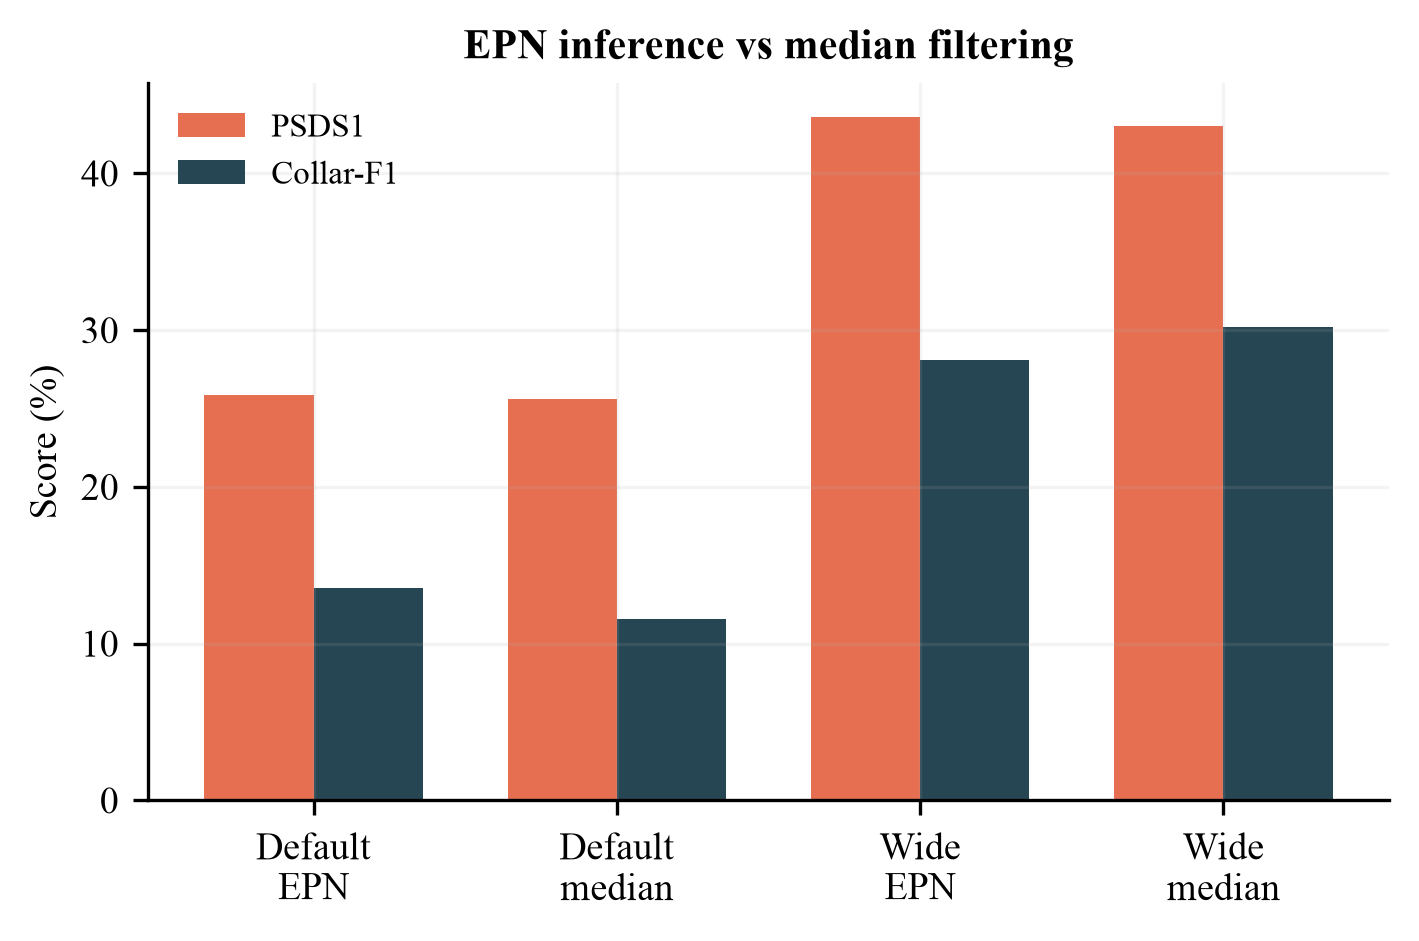 EPN inference vs median filtering
PSDS1
Collar-F1
Score (%)
40
30
20
10
0
Default
EPN
Default
median
Wide
EPN
Wide
median